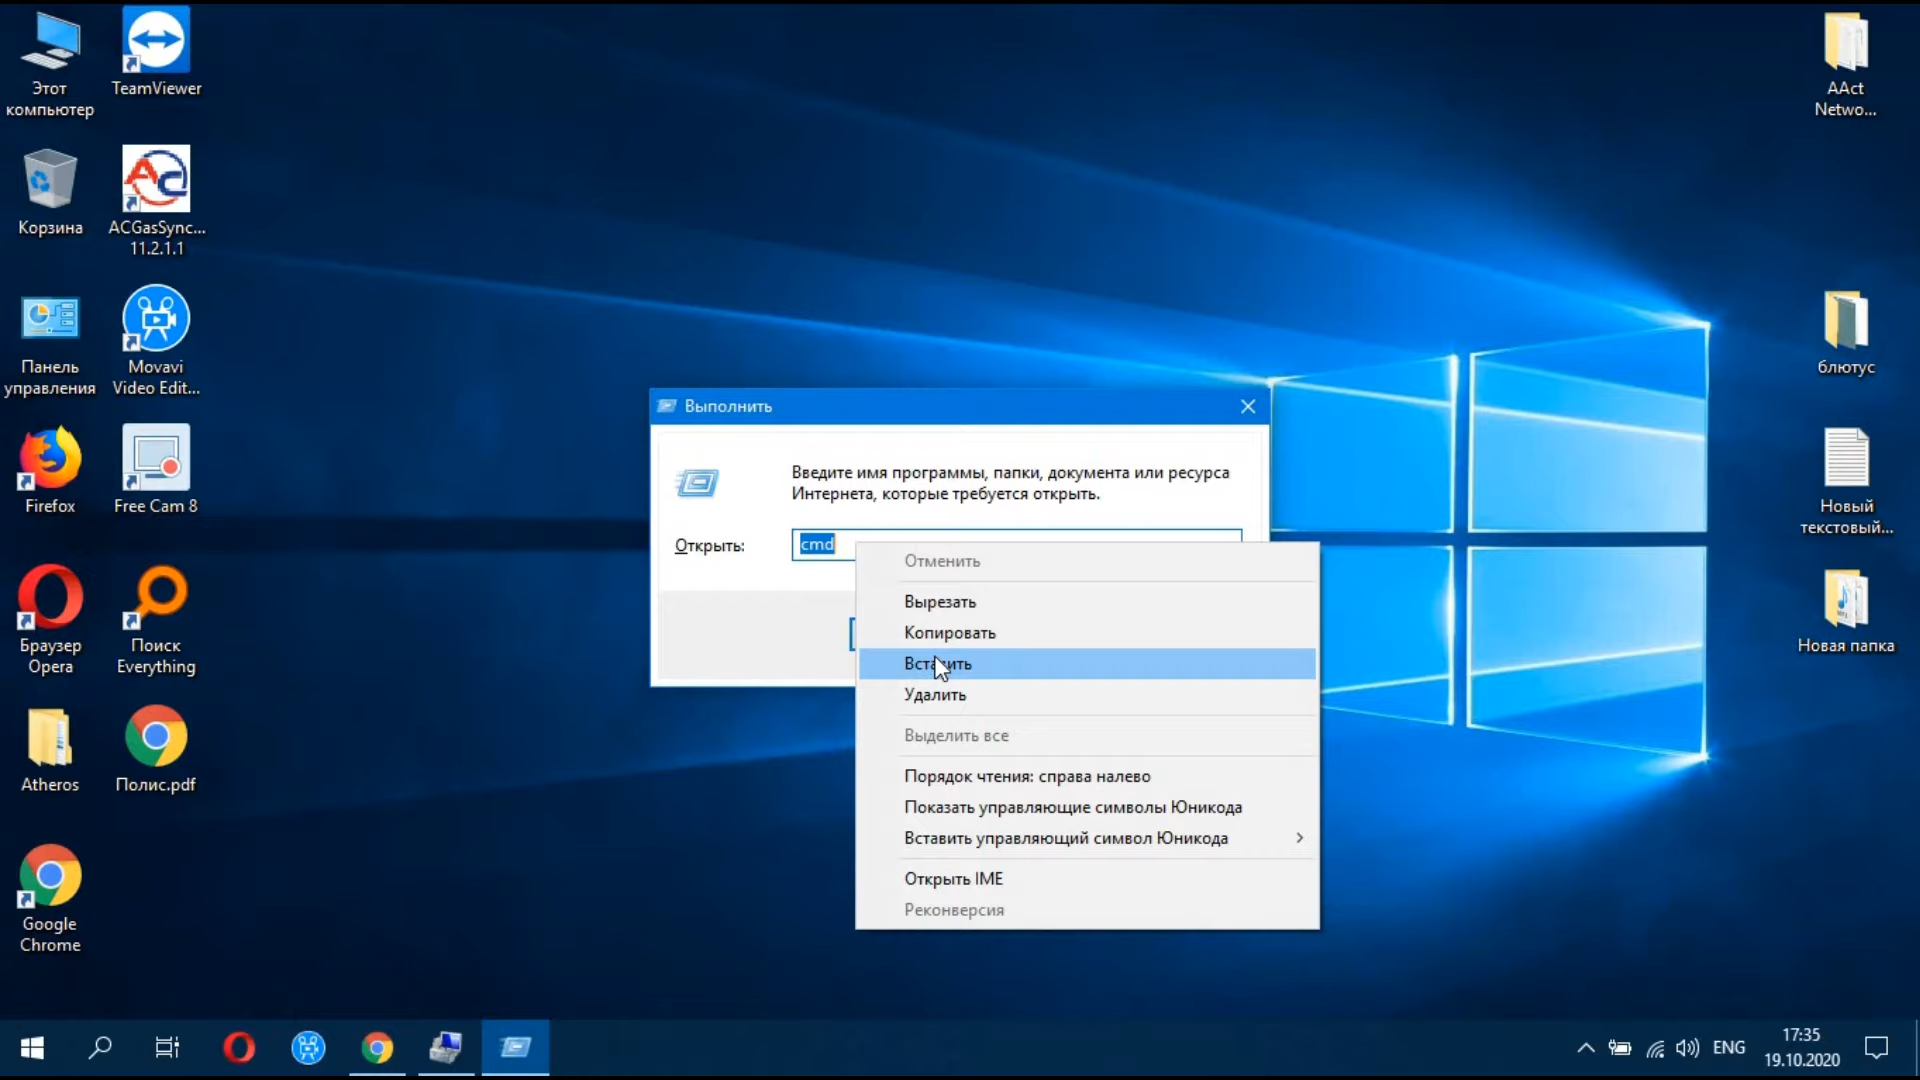 Этот
компьютер
TeamViewer
Корзина
ACGasSync...
11.2.1.1
Панель
управления
Movavi
Video Edit...
Firefox
Free Cam 8
Браузер
Opera
Поиск
Everything
Atheros
Полис.pdf
Google
Chrome
AAct
Netwo...
блютус
Новый
текстовый...
Новая папка
Выполнить
Введите имя программы, папки, документа или ресурса
Интернета, которые требуется открыть.
Открыть:
cmd
Отменить
Вырезать
Копировать
Вставить
Удалить
Выделить все
Порядок чтения: справа налево
Показать управляющие символы Юникода
Вставить управляющий символ Юникода
Открыть IME
Реконверсия
ENG
17:35
19.10.2020